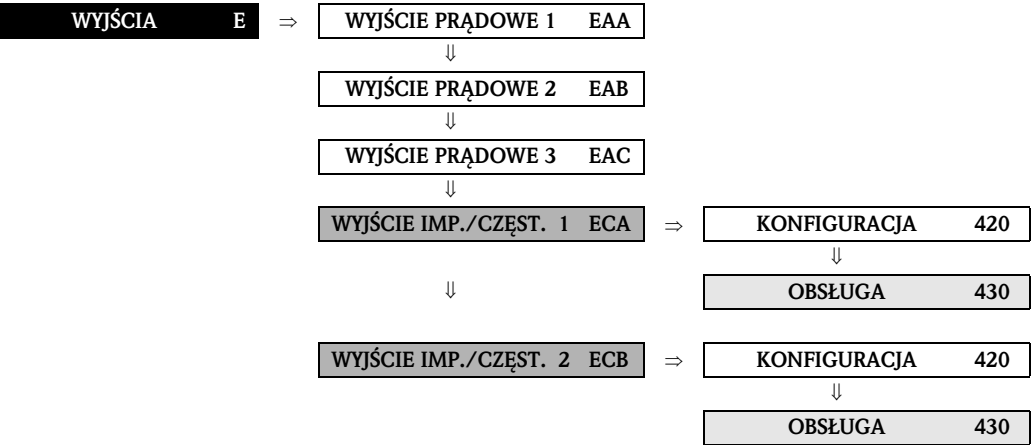 WYJŚCIA E ⇒ WYJŚCIE PRĄDOWE 1 EAA
⇓
WYJŚCIE PRĄDOWE 2 EAB
⇓
WYJŚCIE PRĄDOWE 3 EAC
⇓
WYJŚCIE IMP./CZĘST. 1 ECA ⇒ KONFIGURACJA 420
⇓
⇓ OBSŁUGA 430
WYJŚCIE IMP./CZĘST. 2 ECB ⇒ KONFIGURACJA 420
⇓
OBSŁUGA 430